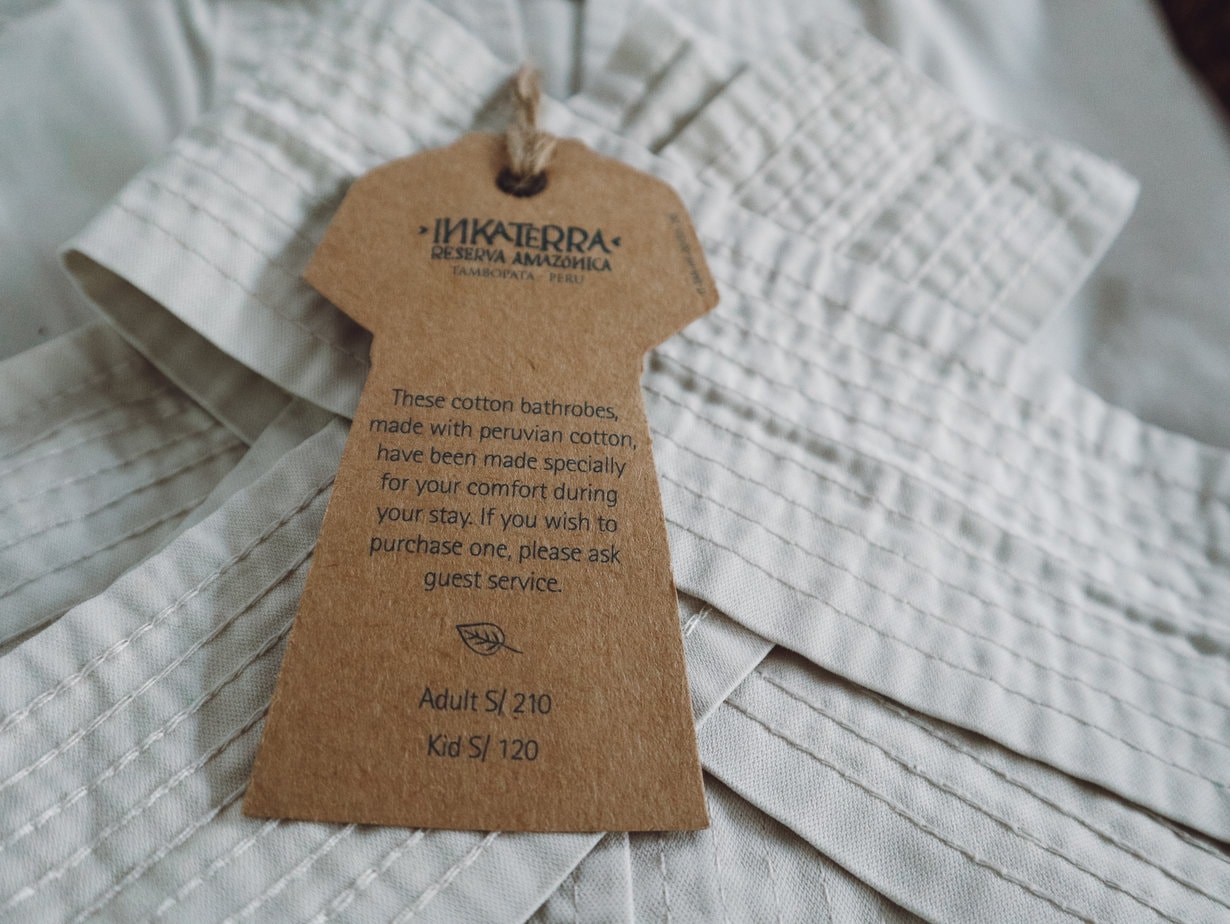 INKATERRA
RESERVA AMAZONICA
TAMBOPATA - PERU
These cotton bathrobes,
made with peruvian cotton,
have been made specially
for your comfort during
your stay. If you wish to
purchase one, please ask
guest service.
Adult S/ 210
Kid S/ 120